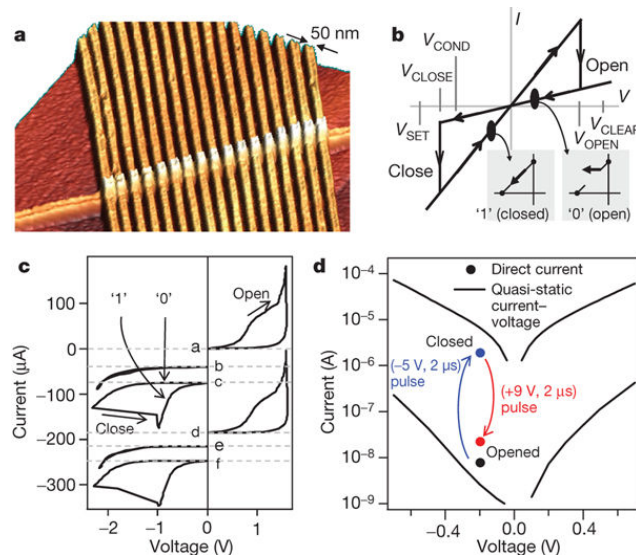 a
50 nm
b
I
V_COND
V_CLOSE
V_SET
Open
V
V_CLEAR
V_OPEN
Close
'1' (closed)
'0' (open)
c
'1'
'0'
Open
a
b
c
Close
d
e
f
100
0
−100
−200
−300
Current (µA)
−2
−1
0
1
Voltage (V)
d
Direct current
Quasi-static
current–
voltage
Closed
(−5 V, 2 µs)
pulse
(+9 V, 2 µs)
pulse
Opened
10⁻⁴
10⁻⁵
10⁻⁶
10⁻⁷
10⁻⁸
10⁻⁹
Current (A)
−0.4
0.0
0.4
Voltage (V)